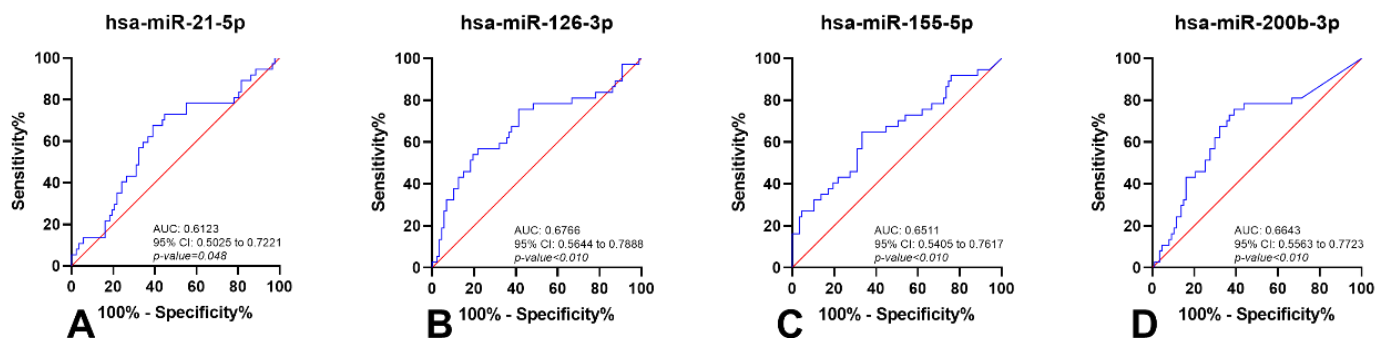 hsa-miR-21-5p
100
80
60
40
20
0
Sensitivity%
AUC: 0.6123
95% CI: 0.5025 to 0.7221
p-value=0.048
0 20 40 60 80 100
100% - Specificity%
A
hsa-miR-126-3p
100
80
60
40
20
0
Sensitivity%
AUC: 0.6766
95% CI: 0.5644 to 0.7888
p-value<0.010
0 20 40 60 80 100
100% - Specificity%
B
hsa-miR-155-5p
100
80
60
40
20
0
Sensitivity%
AUC: 0.6511
95% CI: 0.5405 to 0.7617
p-value<0.010
0 20 40 60 80 100
100% - Specificity%
C
hsa-miR-200b-3p
100
80
60
40
20
0
Sensitivity%
AUC: 0.6643
95% CI: 0.5563 to 0.7723
p-value<0.010
0 20 40 60 80 100
100% - Specificity%
D